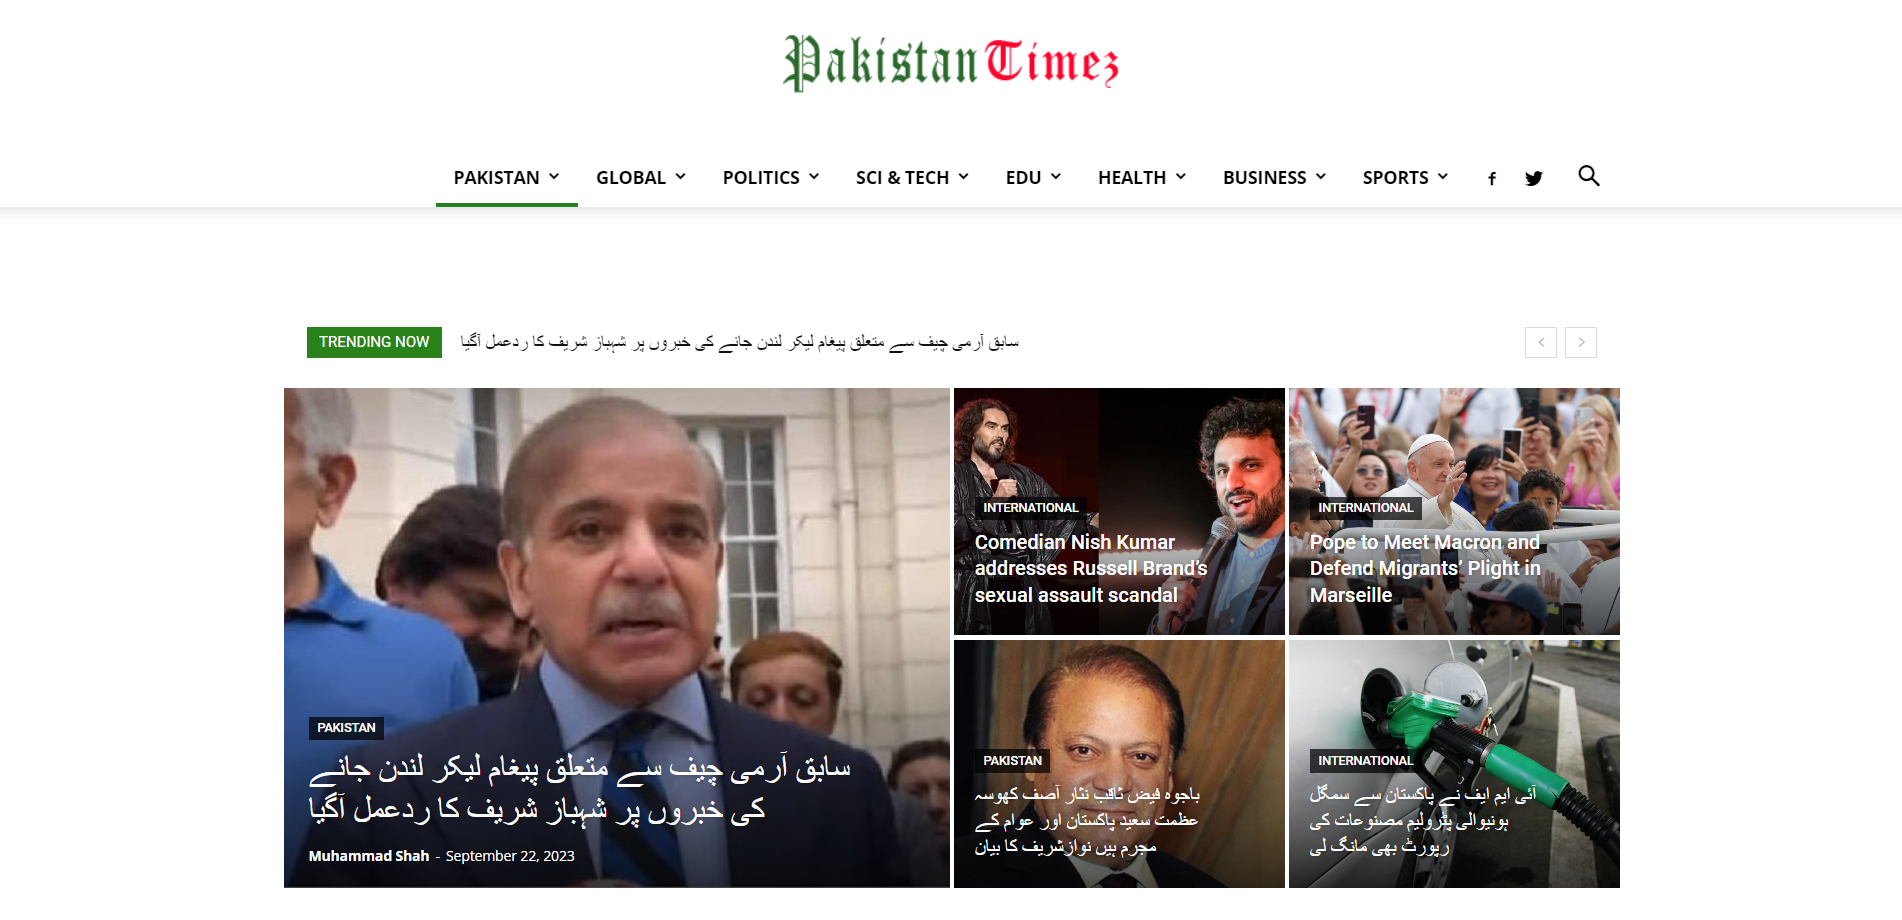 Pakistan Timez
PAKISTAN GLOBAL POLITICS SCI & TECH EDU HEALTH BUSINESS SPORTS
TRENDING NOW
سابق آرمی چیف سے متعلق پیغام لیکر لندن جانے کی خبروں پر شہباز شریف کا ردعمل آگیا
PAKISTAN
سابق آرمی چیف سے متعلق پیغام لیکر لندن جانے
کی خبروں پر شہباز شریف کا ردعمل آگیا
Muhammad Shah - September 22, 2023
INTERNATIONAL
Comedian Nish Kumar
addresses Russell Brand’s
sexual assault scandal
INTERNATIONAL
Pope to Meet Macron and
Defend Migrants’ Plight in
Marseille
PAKISTAN
باجوہ فیض ثاقب نثار آصف کھوسہ
عظمت سعید پاکستان اور عوام کے
مجرم ہیں نوازشریف کا بیان
INTERNATIONAL
آئی ایم ایف نے پاکستان سے سمگل
ہونیوالی پٹرولیم مصنوعات کی
رپورٹ بھی مانگ لی